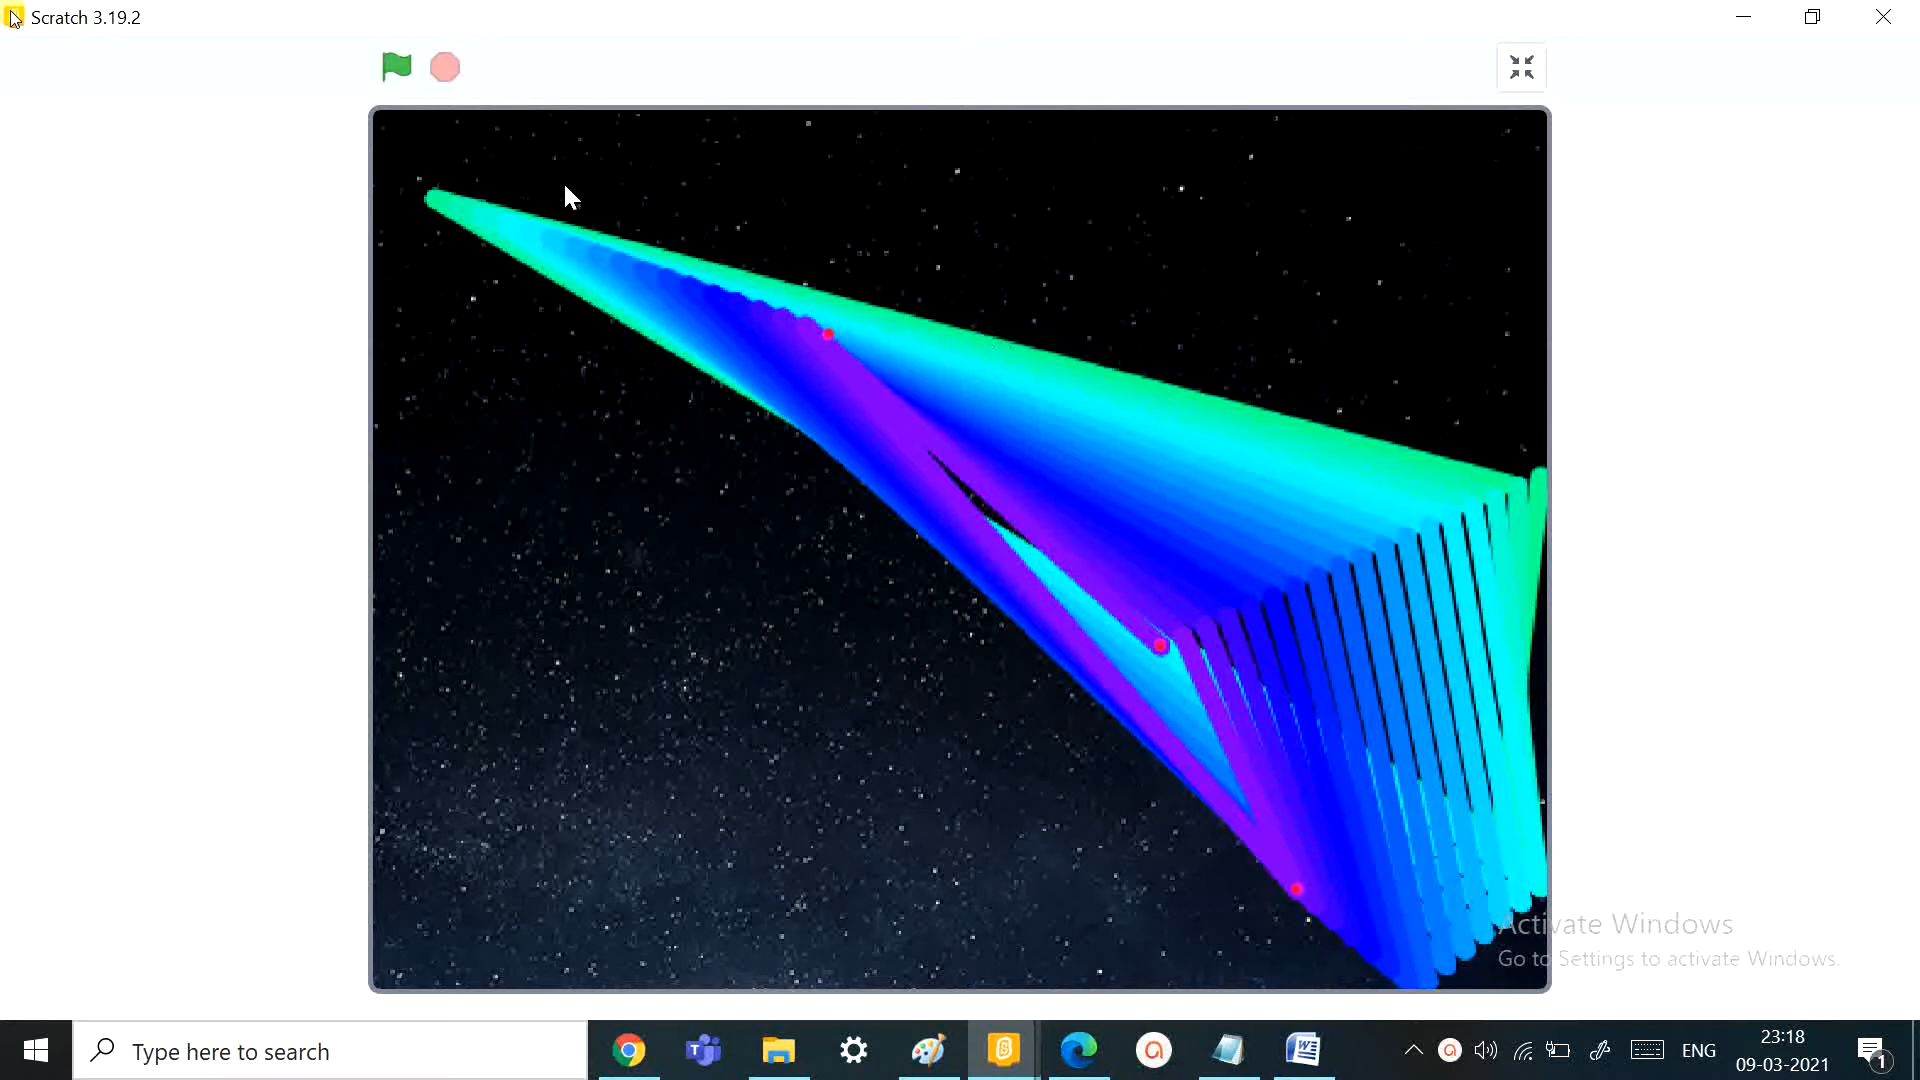 Scratch 3.19.2
Activate Windows
Go to Settings to activate Windows.
Type here to search
ENG
23:18
09-03-2021
1